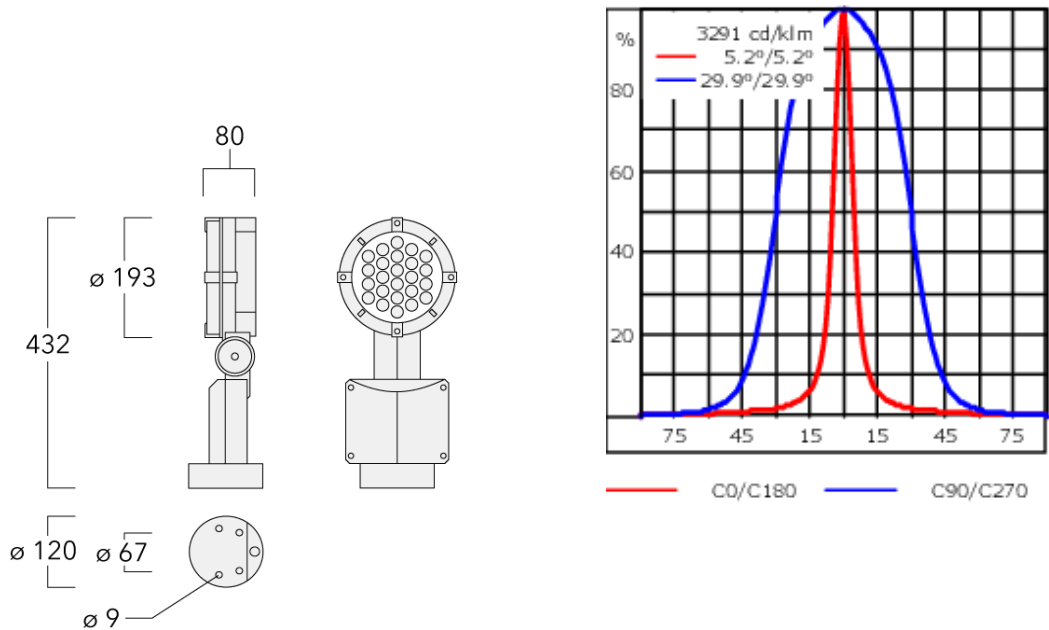 80
ø 193
432
ø 120
ø 67
ø 9
%
3291 cd/klm
5.2º/5.2º
29.9º/29.9º
80
60
40
20
75 45 15 15 45 75
C0/C180 C90/C270